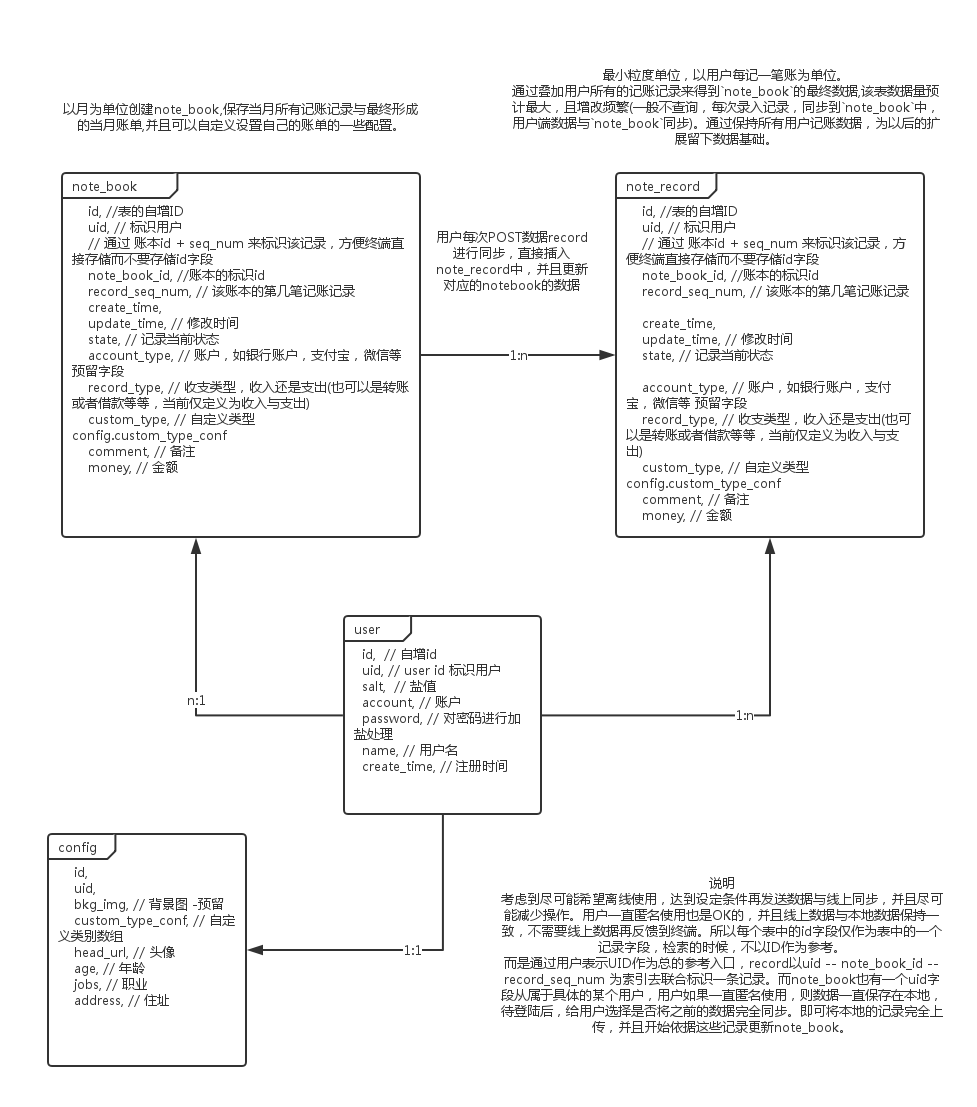 以月为单位创建note_book,保存当月所有记账记录与最终形成
的当月账单,并且可以自定义设置自己的账单的一些配置。
最小粒度单位，以用户每记一笔账为单位。
通过叠加用户所有的记账记录来得到`note_book`的最终数据,该表数据量预
计最大，且增改频繁(一般不查询，每次录入记录，同步到`note_book`中，
用户端数据与`note_book`同步)。通过保持所有用户记账数据，为以后的扩
展留下数据基础。
note_book
id, //表的自增ID
uid, // 标识用户
// 通过 账本id + seq_num 来标识该记录，方便终端直
接存储而不要存储id字段
note_book_id, //账本的标识id
record_seq_num, // 该账本的第几笔记账记录
create_time,
update_time, // 修改时间
state, // 记录当前状态
account_type, // 账户，如银行账户，支付宝，微信等
预留字段
record_type, // 收支类型，收入还是支出(也可以是转账
或者借款等等，当前仅定义为收入与支出)
custom_type, // 自定义类型
config.custom_type_conf
comment, // 备注
money, // 金额
用户每次POST数据record
进行同步，直接插入
note_record中，并且更新
对应的notebook的数据
1:n
note_record
id, //表的自增ID
uid, // 标识用户
// 通过 账本id + seq_num 来标识该记录，方
便终端直接存储而不要存储id字段
note_book_id, //账本的标识id
record_seq_num, // 该账本的第几笔记账记录
create_time,
update_time, // 修改时间
state, // 记录当前状态
account_type, // 账户，如银行账户，支付
宝，微信等 预留字段
record_type, // 收支类型，收入还是支出(也可
以是转账或者借款等等，当前仅定义为收入与支
出)
custom_type, // 自定义类型
config.custom_type_conf
comment, // 备注
money, // 金额
user
id, // 自增id
uid, // user id 标识用户
salt, // 盐值
account, // 账户
password, // 对密码进行加
盐处理
name, // 用户名
create_time, // 注册时间
n:1
1:n
config
id,
uid,
bkg_img, // 背景图 -预留
custom_type_conf, // 自定
义类别数组
head_url, // 头像
age, // 年龄
jobs, // 职业
address, // 住址
1:1
说明
考虑到尽可能希望离线使用，达到设定条件再发送数据与线上同步，并且尽可
能减少操作。用户一直匿名使用也是OK的，并且线上数据与本地数据保持一
致，不需要线上数据再反馈到终端。所以每个表中的id字段仅作为表中的一个
记录字段，检索的时候，不以ID作为参考。
而是通过用户表示UID作为总的参考入口，record以uid -- note_book_id --
record_seq_num 为索引去联合标识一条记录。而note_book也有一个uid字
段从属于具体的某个用户，用户如果一直匿名使用，则数据一直保存在本地，
待登陆后，给用户选择是否将之前的数据完全同步。即可将本地的记录完全上
传，并且开始依据这些记录更新note_book。